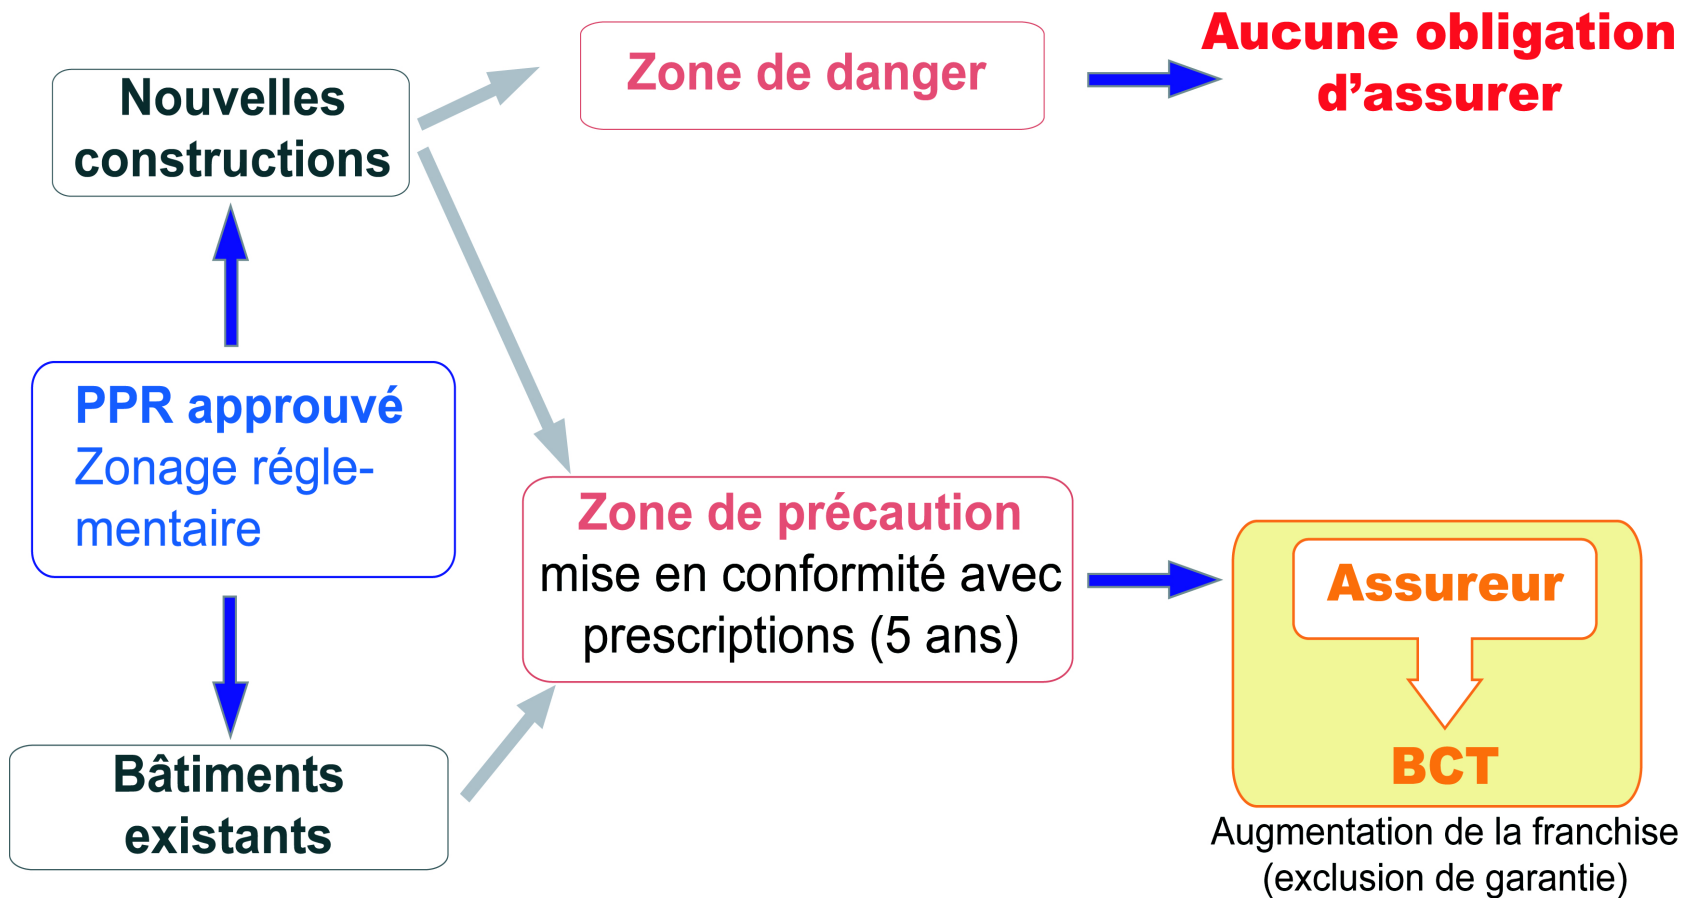 Nouvelles
constructions
Zone de danger
Aucune obligation
d’assurer
PPR approuvé
Zonage régle-
mentaire
Zone de précaution
mise en conformité avec
prescriptions (5 ans)
Assureur
BCT
Augmentation de la franchise
(exclusion de garantie)
Bâtiments
existants